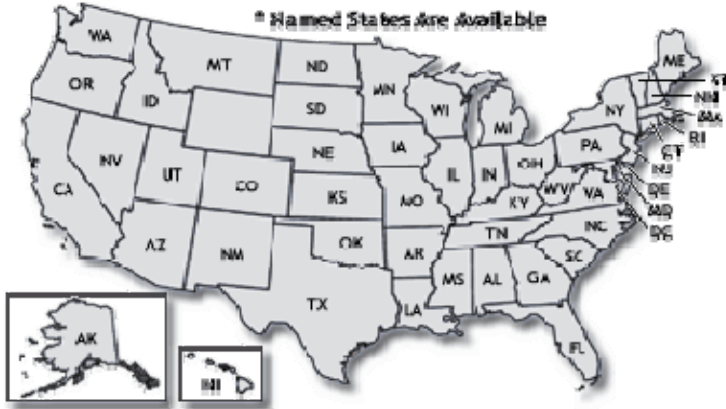 * Named States Are Available
WA
ME
MT
ND
MN
VT
OR
ID
WI
NH
SD
NY
MA
MI
RI
IA
PA
CT
NE
NJ
NV
OH
UT
IL
IN
DE
CO
WV
CA
KS
MO
VA
MD
KY
DC
NC
TN
OK
AZ
NM
AR
SC
MS
AL
GA
TX
LA
AK
FL
HI